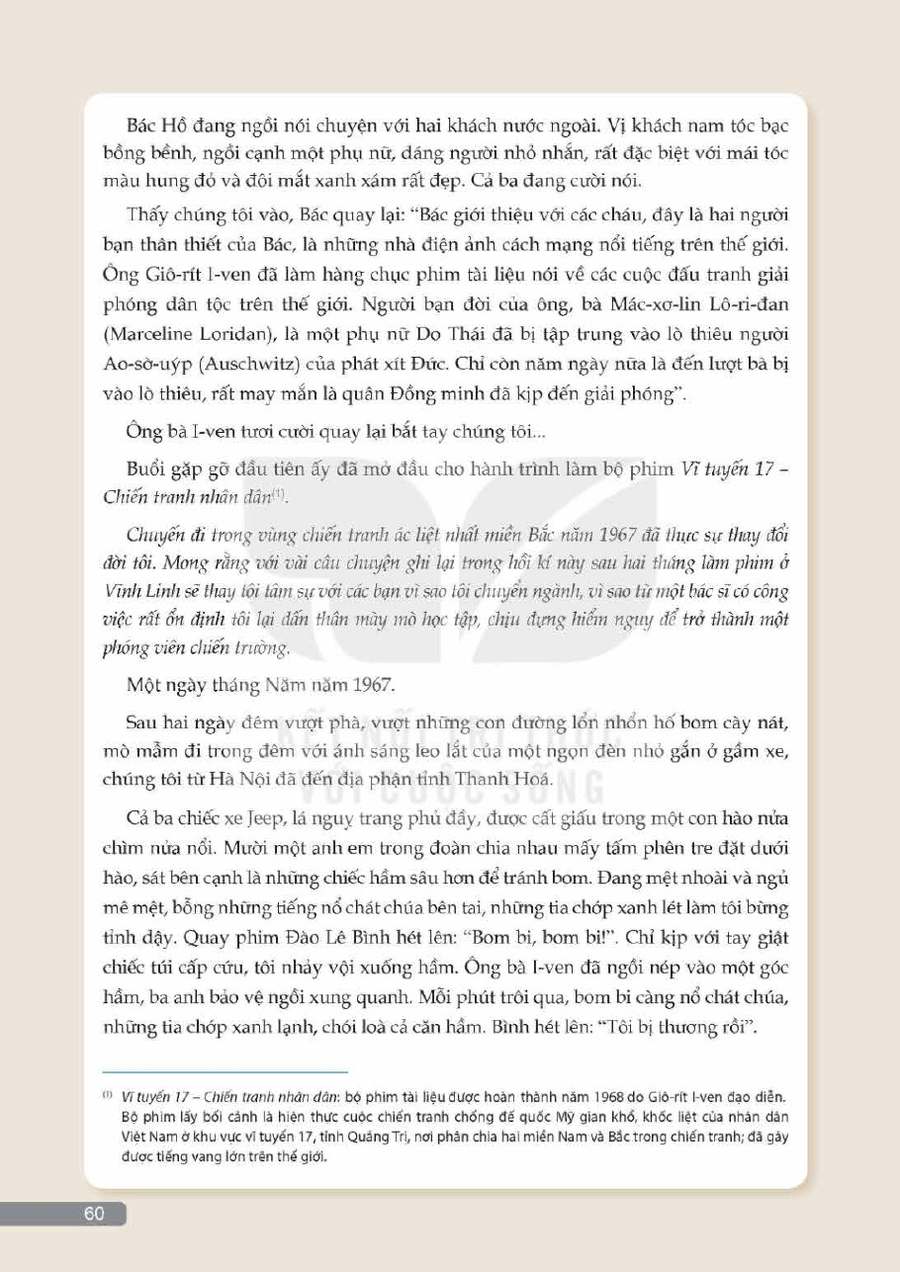 Bác Hồ đang ngồi nói chuyện với hai khách nước ngoài. Vị khách nam tóc bạc
bồng bềnh, ngồi cạnh một phụ nữ, dáng người nhỏ nhắn, rất đặc biệt với mái tóc
màu hung đỏ và đôi mắt xanh xám rất đẹp. Cả ba đang cười nói.
Thấy chúng tôi vào, Bác quay lại: “Bác giới thiệu với các cháu, đây là hai người
bạn thân thiết của Bác, là những nhà điện ảnh cách mạng nổi tiếng trên thế giới.
Ông Giô-rít I-ven đã làm hàng chục phim tài liệu nói về các cuộc đấu tranh giải
phóng dân tộc trên thế giới. Người bạn đời của ông, bà Mác-xơ-lin Lô-ri-đan
(Marceline Loridan), là một phụ nữ Do Thái đã bị tập trung vào lò thiêu người
Ao-sờ-uýp (Auschwitz) của phát xít Đức. Chỉ còn năm ngày nữa là đến lượt bà bị
vào lò thiêu, rất may mắn là quân Đồng minh đã kịp đến giải phóng”.
Ông bà I-ven tươi cười quay lại bắt tay chúng tôi...
Buổi gặp gỡ đầu tiên ấy đã mở đầu cho hành trình làm bộ phim Vĩ tuyến 17 –
Chiến tranh nhân dân(1).
Chuyến đi trong vùng chiến tranh ác liệt nhất miền Bắc năm 1967 đã thực sự thay đổi
đời tôi. Mong rằng với vài câu chuyện ghi lại trong hồi kí này sau hai tháng làm phim ở
Vĩnh Linh sẽ thay tôi tâm sự với các bạn vì sao tôi chuyển ngành, vì sao từ một bác sĩ có công
việc rất ổn định tôi lại dấn thân mày mò học tập, chịu đựng hiểm nguy để trở thành một
phóng viên chiến trường.
Một ngày tháng Năm năm 1967.
Sau hai ngày đêm vượt phà, vượt những con đường lổn nhổn hố bom cày nát,
mò mẫm đi trong đêm với ánh sáng leo lắt của một ngọn đèn nhỏ gắn ở gầm xe,
chúng tôi từ Hà Nội đã đến địa phận tỉnh Thanh Hoá.
KẾT NỐI TRI THỨC
VỚI CUỘC SỐNG
Cả ba chiếc xe Jeep, lá nguỵ trang phủ đầy, được cất giấu trong một con hào nửa
chìm nửa nổi. Mười một anh em trong đoàn chia nhau mấy tấm phên tre đặt dưới
hào, sát bên cạnh là những chiếc hầm sâu hơn để tránh bom. Đang mệt nhoài và ngủ
mê mệt, bỗng những tiếng nổ chát chúa bên tai, những tia chớp xanh lét làm tôi bừng
tỉnh dậy. Quay phim Đào Lê Bình hét lên: “Bom bi, bom bi!”. Chỉ kịp với tay giật
chiếc túi cấp cứu, tôi nhảy vội xuống hầm. Ông bà I-ven đã ngồi nép vào một góc
hầm, ba anh bảo vệ ngồi xung quanh. Mỗi phút trôi qua, bom bi càng nổ chát chúa,
những tia chớp xanh lạnh, chói loà cả căn hầm. Bình hét lên: “Tôi bị thương rồi”.
(1) Vĩ tuyến 17 – Chiến tranh nhân dân: bộ phim tài liệu được hoàn thành năm 1968 do Giô-rít I-ven đạo diễn.
Bộ phim lấy bối cảnh là hiện thực cuộc chiến tranh chống đế quốc Mỹ gian khổ, khốc liệt của nhân dân
Việt Nam ở khu vực vĩ tuyến 17, tỉnh Quảng Trị, nơi phân chia hai miền Nam và Bắc trong chiến tranh; đã gây
được tiếng vang lớn trên thế giới.
60